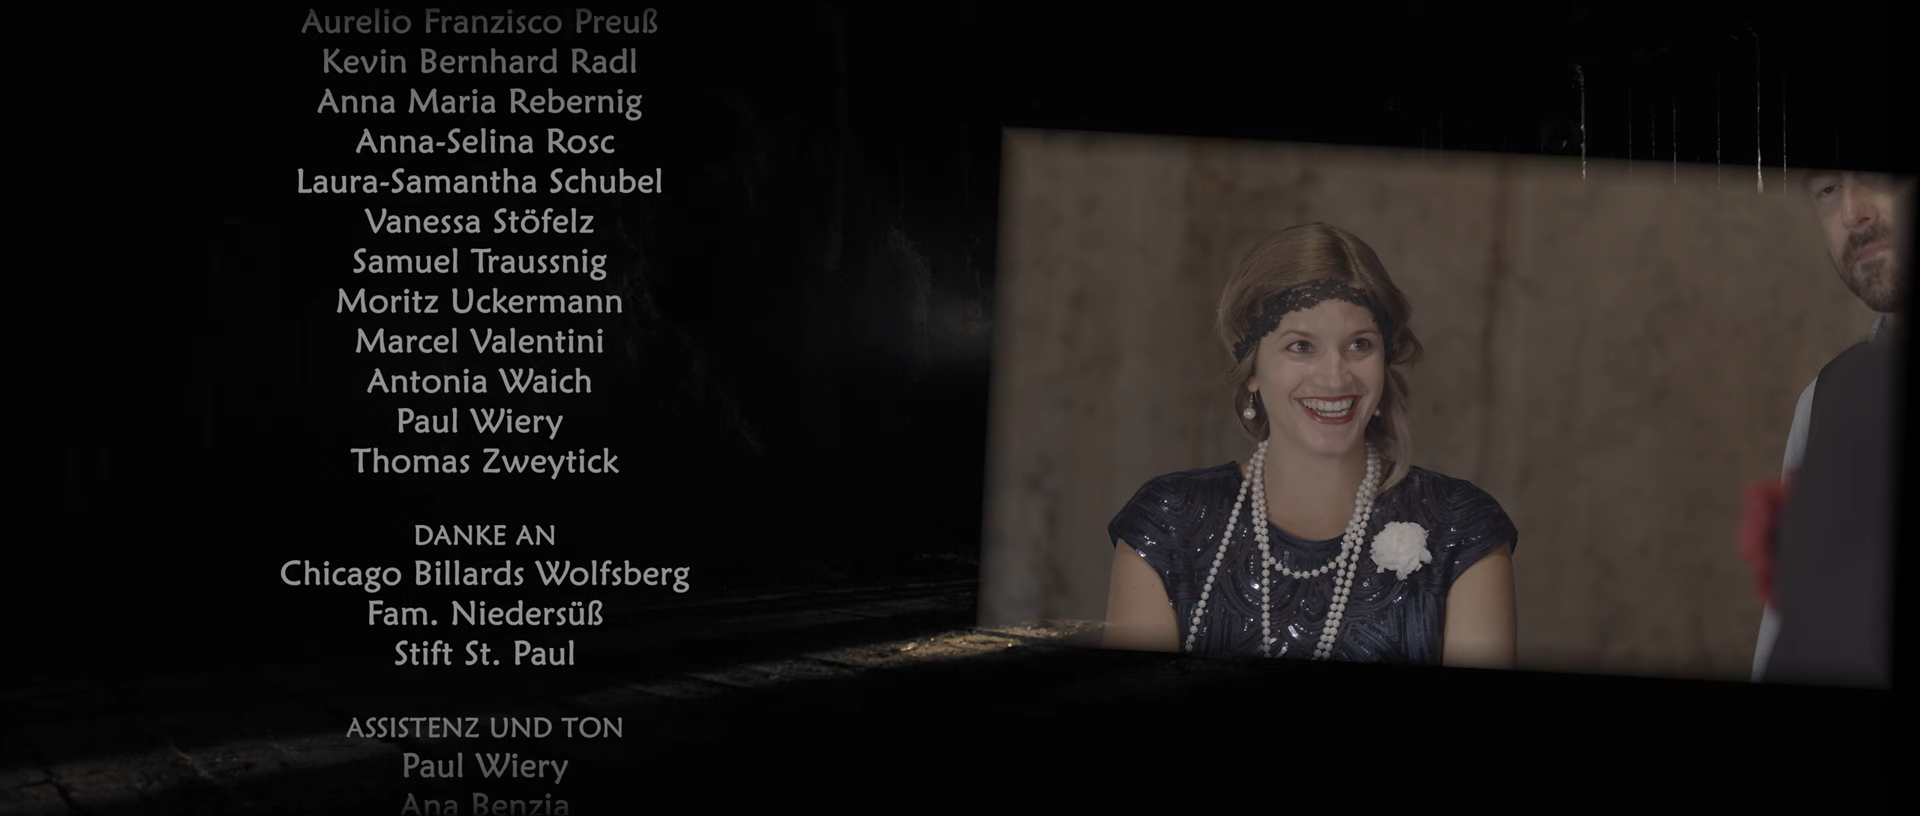 Aurelio Franzisco Preuß
Kevin Bernhard Radl
Anna Maria Rebernig
Anna-Selina Rosc
Laura-Samantha Schubel
Vanessa Stöfelz
Samuel Traussnig
Moritz Uckermann
Marcel Valentini
Antonia Waich
Paul Wiery
Thomas Zweytick
DANKE AN
Chicago Billards Wolfsberg
Fam. Niedersüß
Stift St. Paul
ASSISTENZ UND TON
Paul Wiery
Ana Benzia